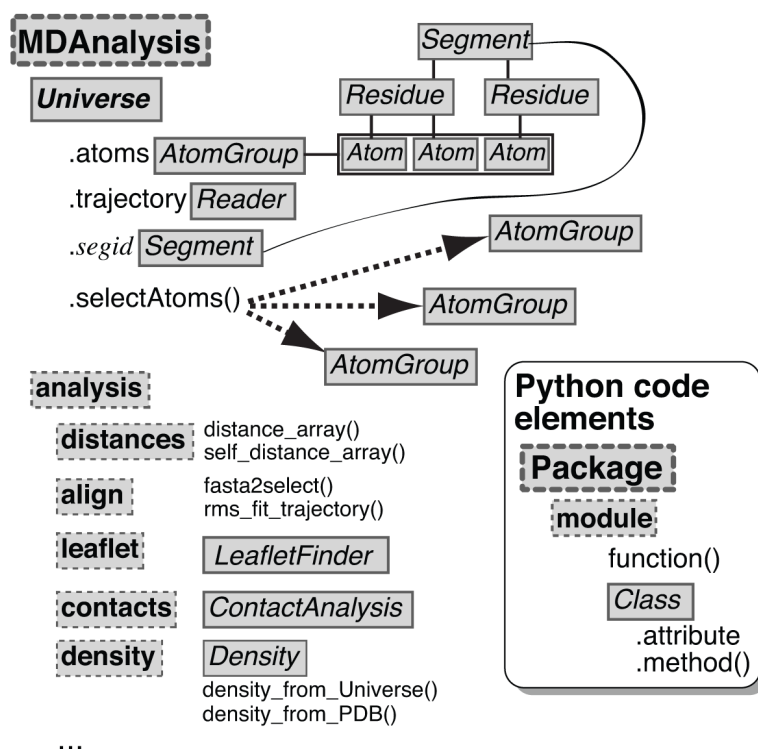 MDAnalysis
Segment
Universe
Residue Residue
.atoms AtomGroup Atom Atom Atom
.trajectory Reader
.segid Segment
AtomGroup
.selectAtoms()
AtomGroup
AtomGroup
analysis
distances distance_array()
self_distance_array()
align fasta2select()
rms_fit_trajectory()
leaflet LeafletFinder
contacts ContactAnalysis
density Density
density_from_Universe()
density_from_PDB()
...
Python code
elements
Package
module
function()
Class
.attribute
.method()